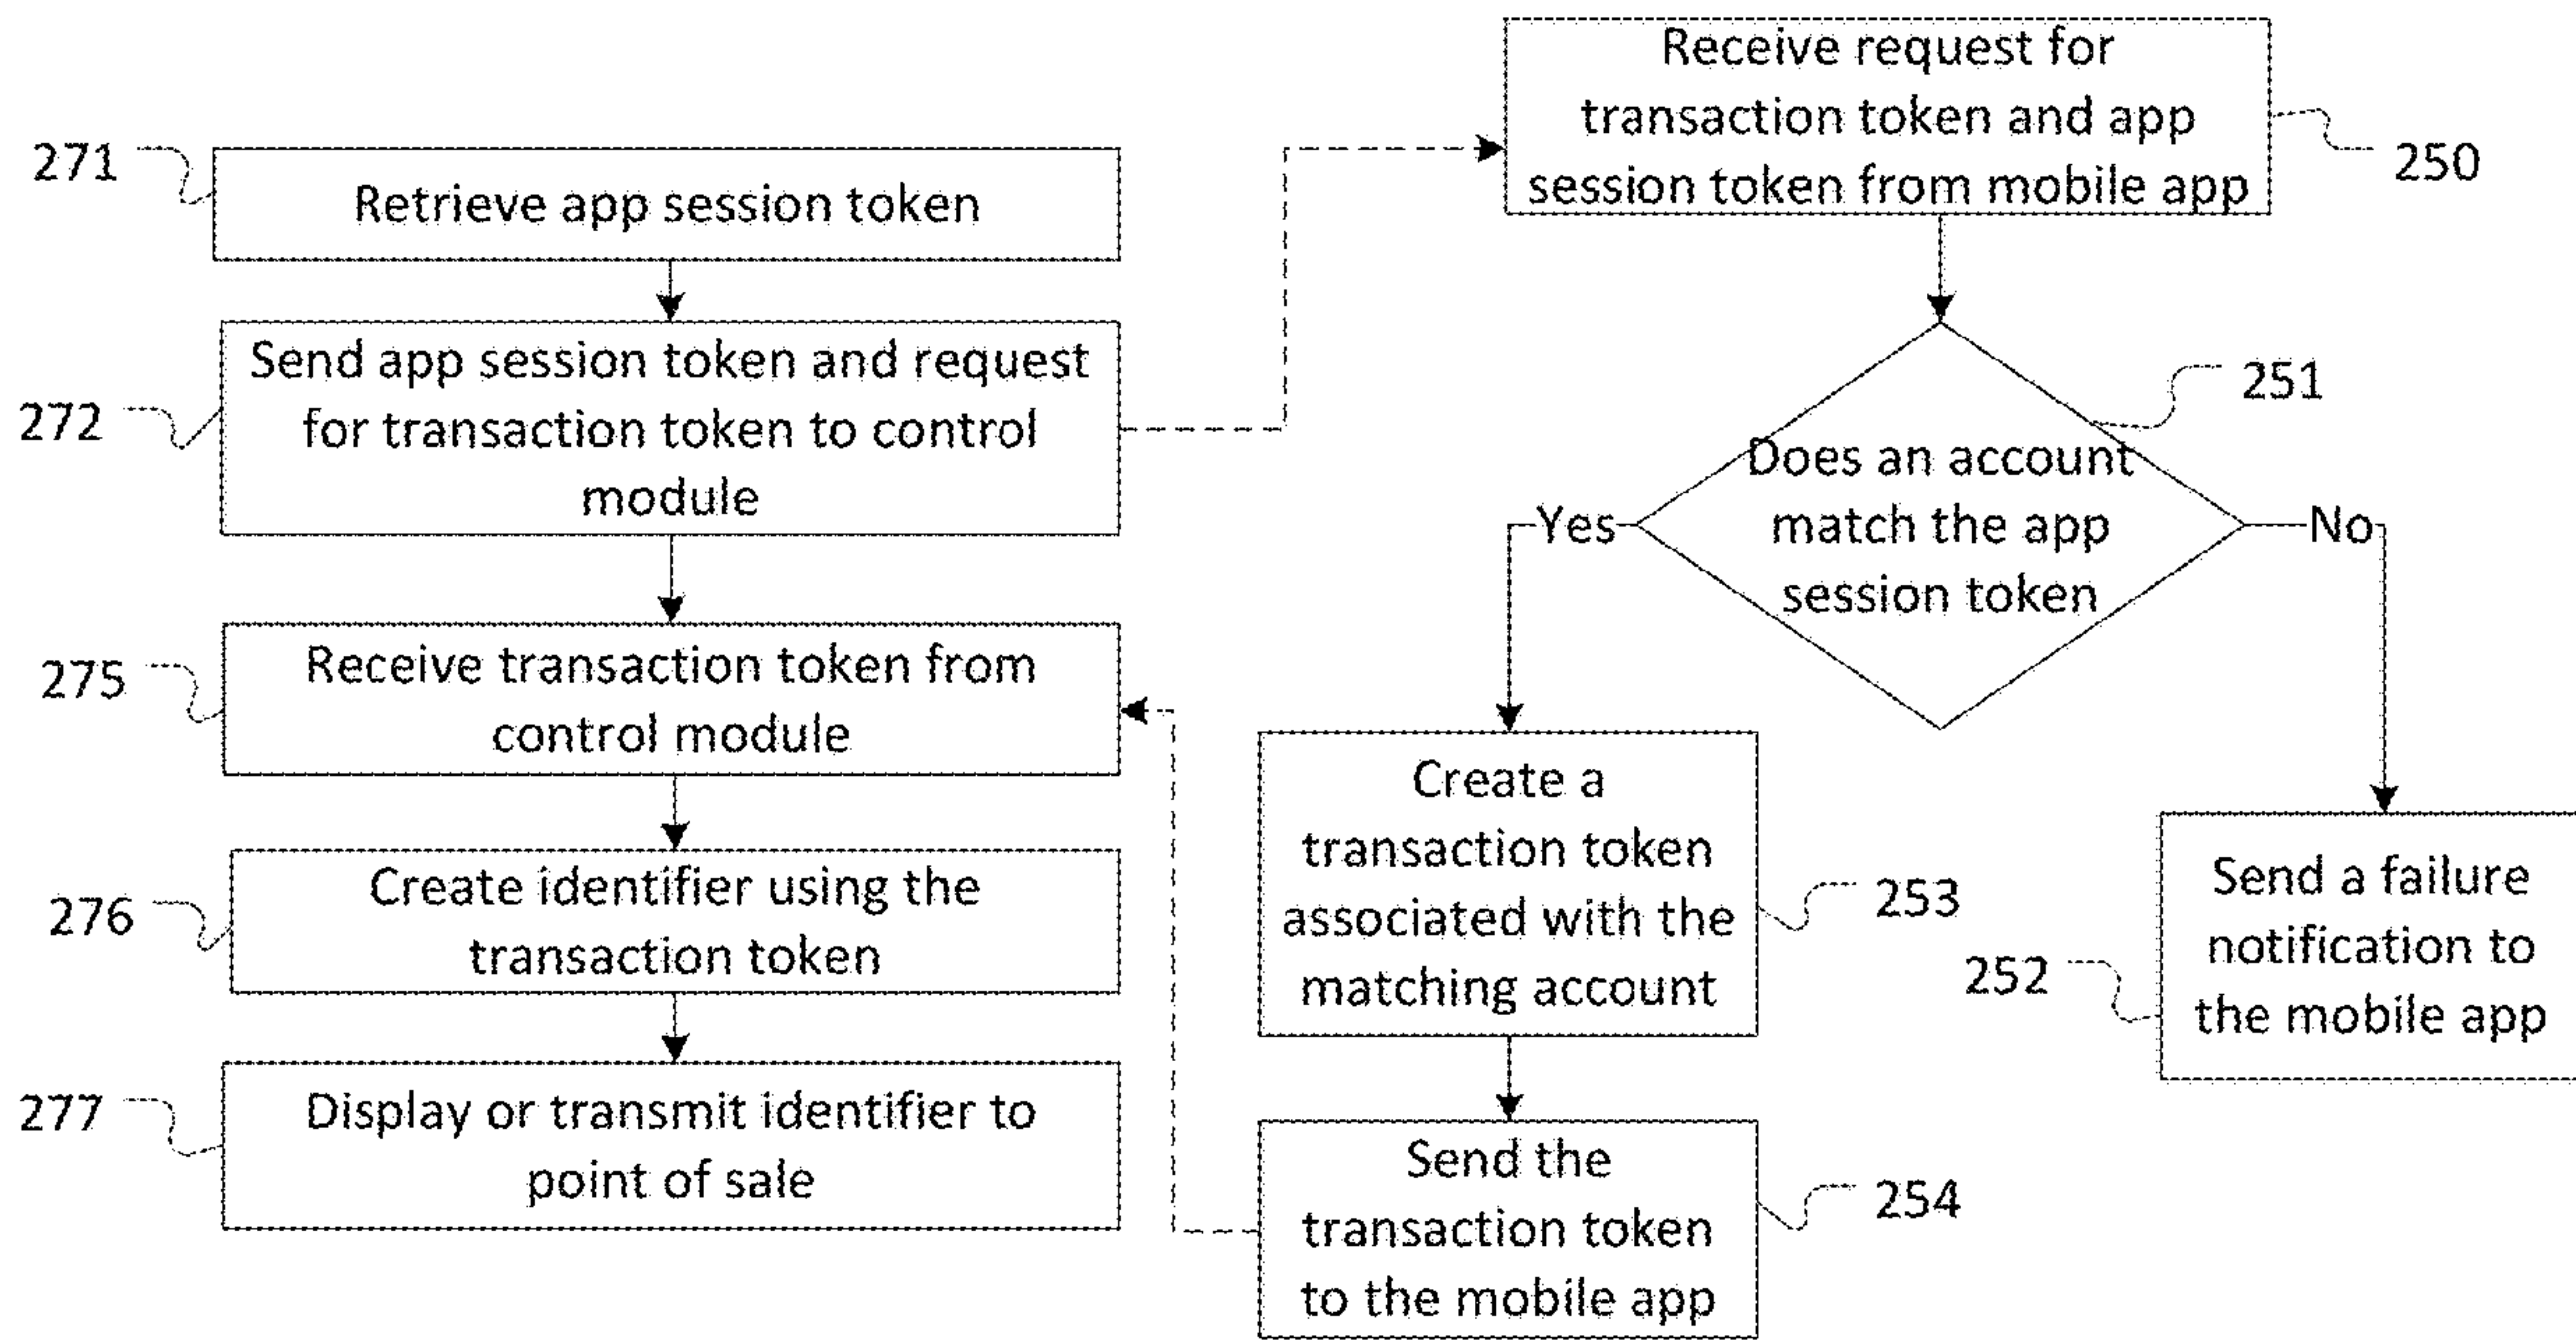 271
Retrieve app session token
272
Send app session token and request
for transaction token to control
module
275
Receive transaction token from
control module
276
Create identifier using the
transaction token
277
Display or transmit identifier to
point of sale
Receive request for
transaction token and app
session token from mobile app
250
251
Does an account
match the app
session token
Yes
No
Create a
transaction token
associated with the
matching account
253
252
Send a failure
notification to
the mobile app
Send the
transaction token
to the mobile app
254